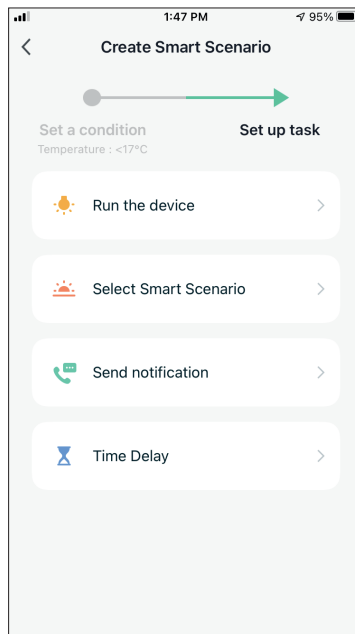 1:47 PM
95%
Create Smart Scenario
Set a condition
Set up task
Temperature : <17°C
Run the device
Select Smart Scenario
Send notification
Time Delay